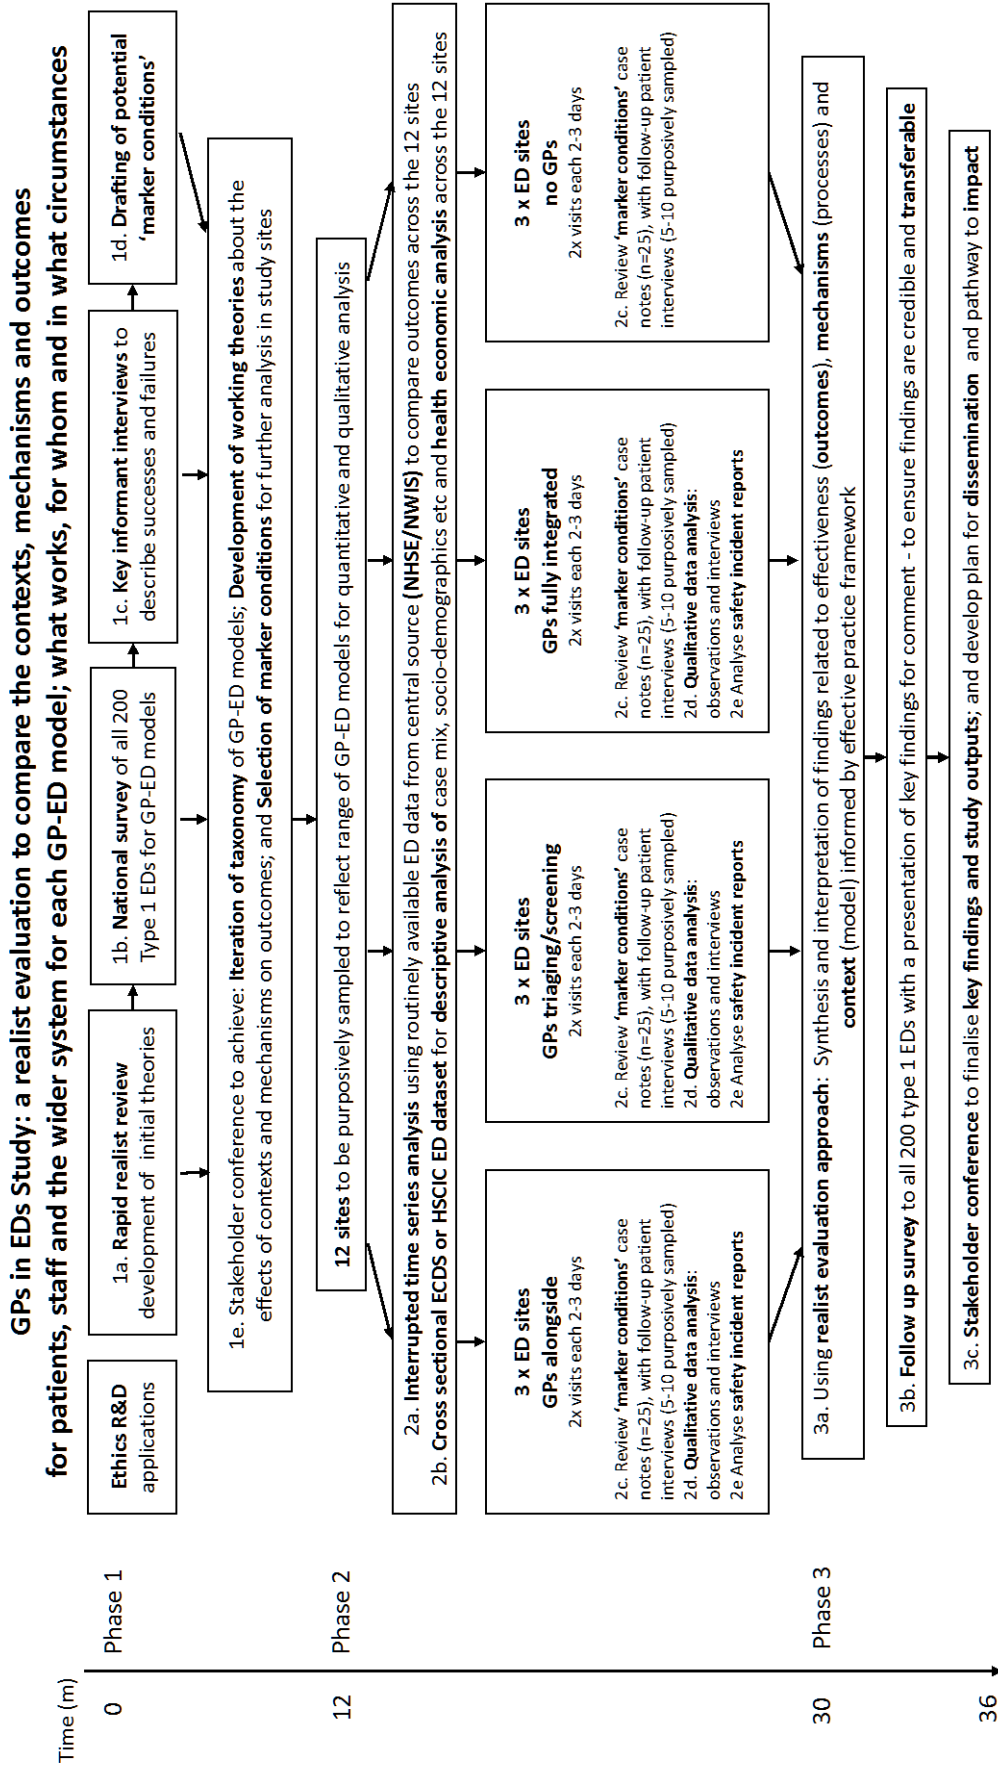 GPs in EDs Study: a realist evaluation to compare the contexts, mechanisms and outcomes
for patients, staff and the wider system for each GP-ED model; what works, for whom and in what circumstances
Time (m)
0
Phase 1
Ethics R&D
applications
1a. Rapid realist review
development of initial theories
1b. National survey of all 200
Type 1 EDs for GP-ED models
1c. Key informant interviews to
describe successes and failures
1d. Drafting of potential
‘marker conditions’
1e. Stakeholder conference to achieve: Iteration of taxonomy of GP-ED models; Development of working theories about the
effects of contexts and mechanisms on outcomes; and Selection of marker conditions for further analysis in study sites
12
Phase 2
12 sites to be purposively sampled to reflect range of GP-ED models for quantitative and qualitative analysis
2a. Interrupted time series analysis using routinely available ED data from central source (NHSE/NWIS) to compare outcomes across the 12 sites
2b. Cross sectional ECDS or HSCIC ED dataset for descriptive analysis of case mix, socio-demographics etc and health economic analysis across the 12 sites
3 x ED sites
GPs alongside
2x visits each 2-3 days
2c. Review ‘marker conditions’ case
notes (n=25), with follow-up patient
interviews (5-10 purposively sampled)
2d. Qualitative data analysis:
observations and interviews
2e Analyse safety incident reports
3 x ED sites
GPs triaging/screening
2x visits each 2-3 days
2c. Review ‘marker conditions’ case
notes (n=25), with follow-up patient
interviews (5-10 purposively sampled)
2d. Qualitative data analysis:
observations and interviews
2e Analyse safety incident reports
3 x ED sites
GPs fully integrated
2x visits each 2-3 days
2c. Review ‘marker conditions’ case
notes (n=25), with follow-up patient
interviews (5-10 purposively sampled)
2d. Qualitative data analysis:
observations and interviews
2e Analyse safety incident reports
3 x ED sites
no GPs
2x visits each 2-3 days
2c. Review ‘marker conditions’ case
notes (n=25), with follow-up patient
interviews (5-10 purposively sampled)
30
Phase 3
3a. Using realist evaluation approach: Synthesis and interpretation of findings related to effectiveness (outcomes), mechanisms (processes) and
context (model) informed by effective practice framework
3b. Follow up survey to all 200 type 1 EDs with a presentation of key findings for comment - to ensure findings are credible and transferable
36
3c. Stakeholder conference to finalise key findings and study outputs; and develop plan for dissemination and pathway to impact